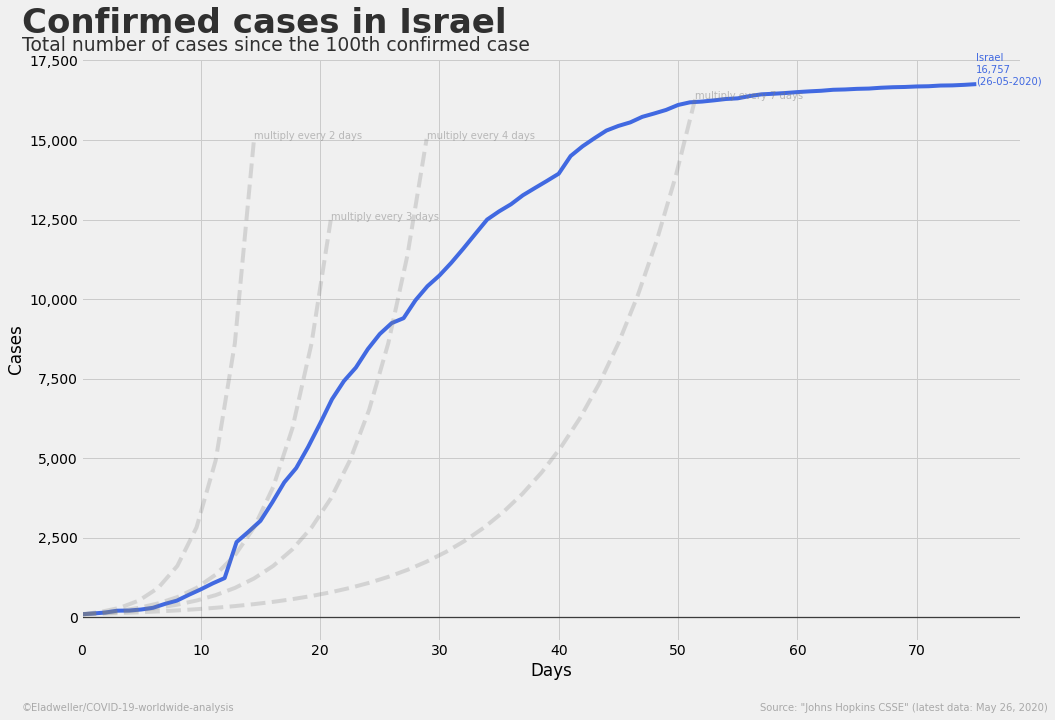 Confirmed cases in Israel
Total number of cases since the 100th confirmed case
Israel
16,757
(26-05-2020)
17,500
15,000
12,500
10,000
7,500
5,000
2,500
0
Cases
multiply every 2 days
multiply every 3 days
multiply every 4 days
multiply every 7 days
0 10 20 30 40 50 60 70
Days
©Eladweller/COVID-19-worldwide-analysis
Source: "Johns Hopkins CSSE" (latest data: May 26, 2020)